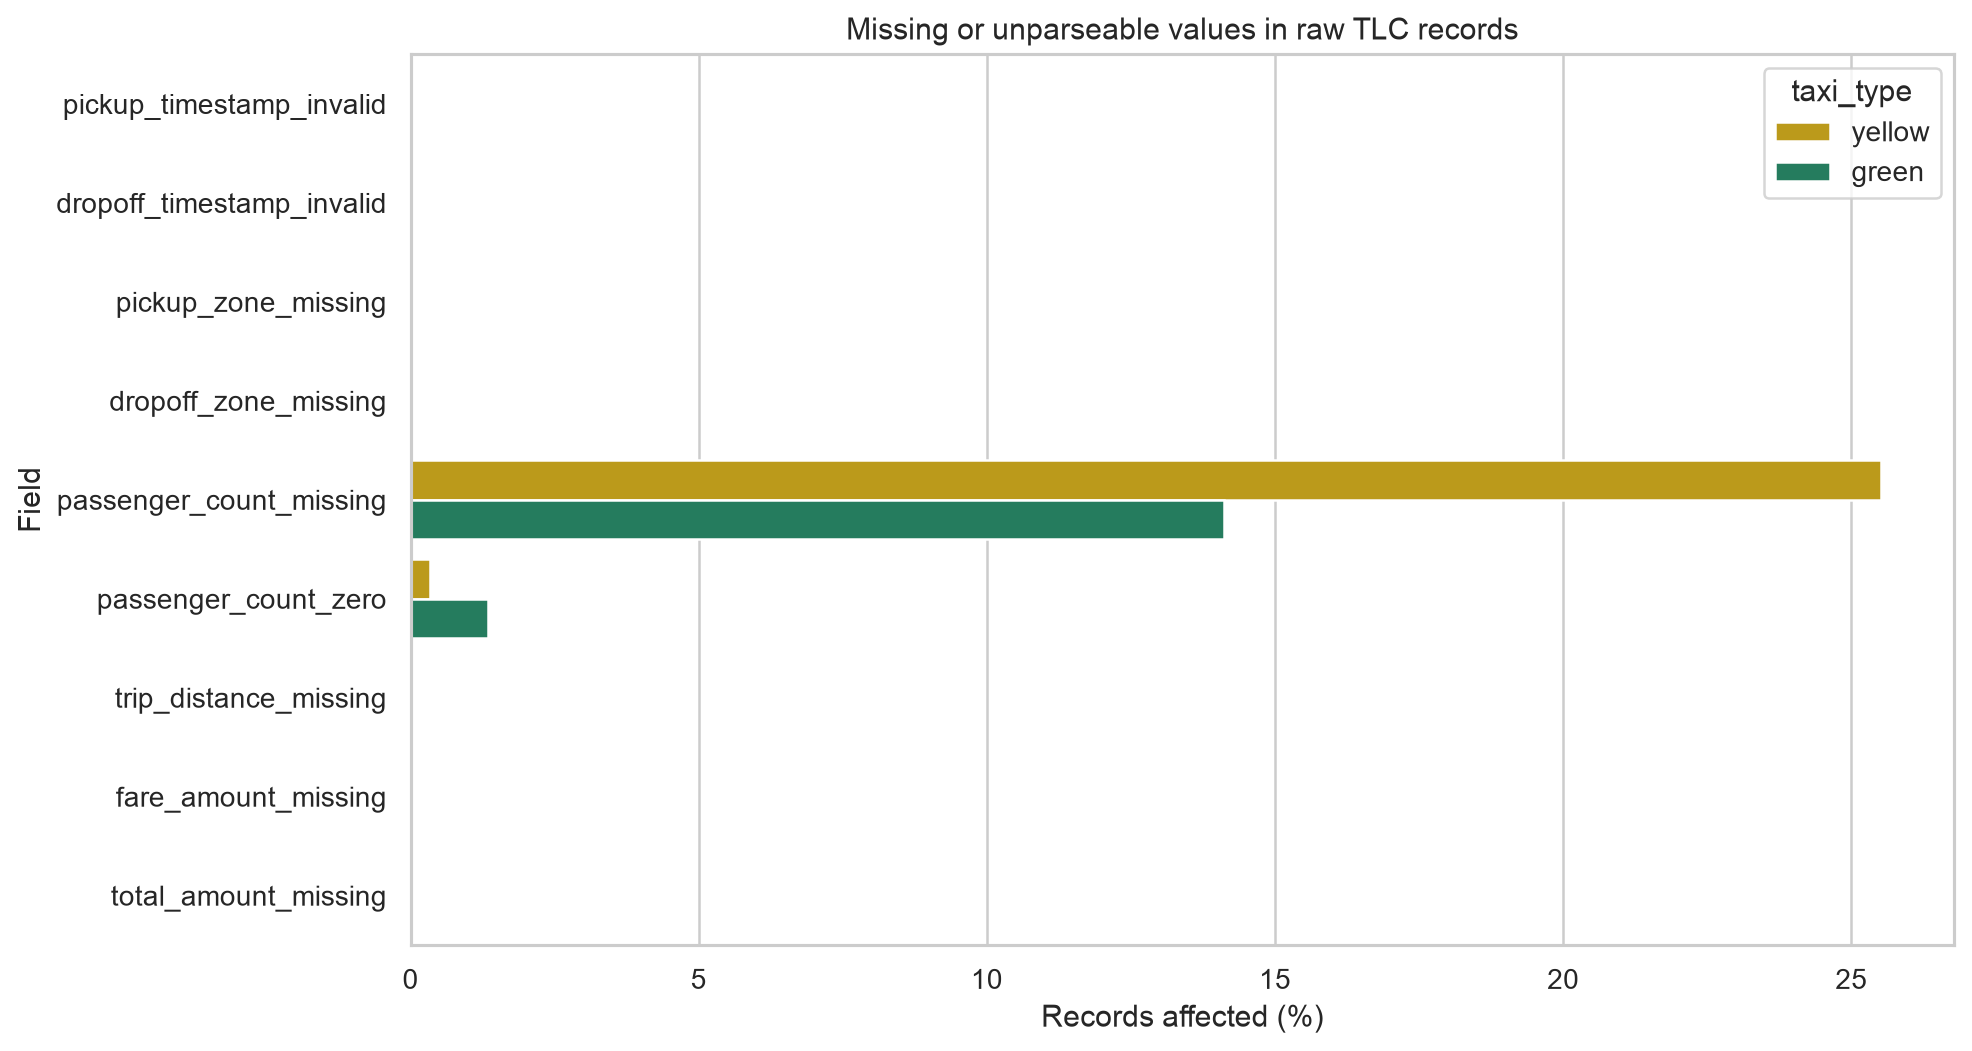 Missing or unparseable values in raw TLC records
taxi_type
yellow
green
Field
pickup_timestamp_invalid
dropoff_timestamp_invalid
pickup_zone_missing
dropoff_zone_missing
passenger_count_missing
passenger_count_zero
trip_distance_missing
fare_amount_missing
total_amount_missing
0 5 10 15 20 25
Records affected (%)